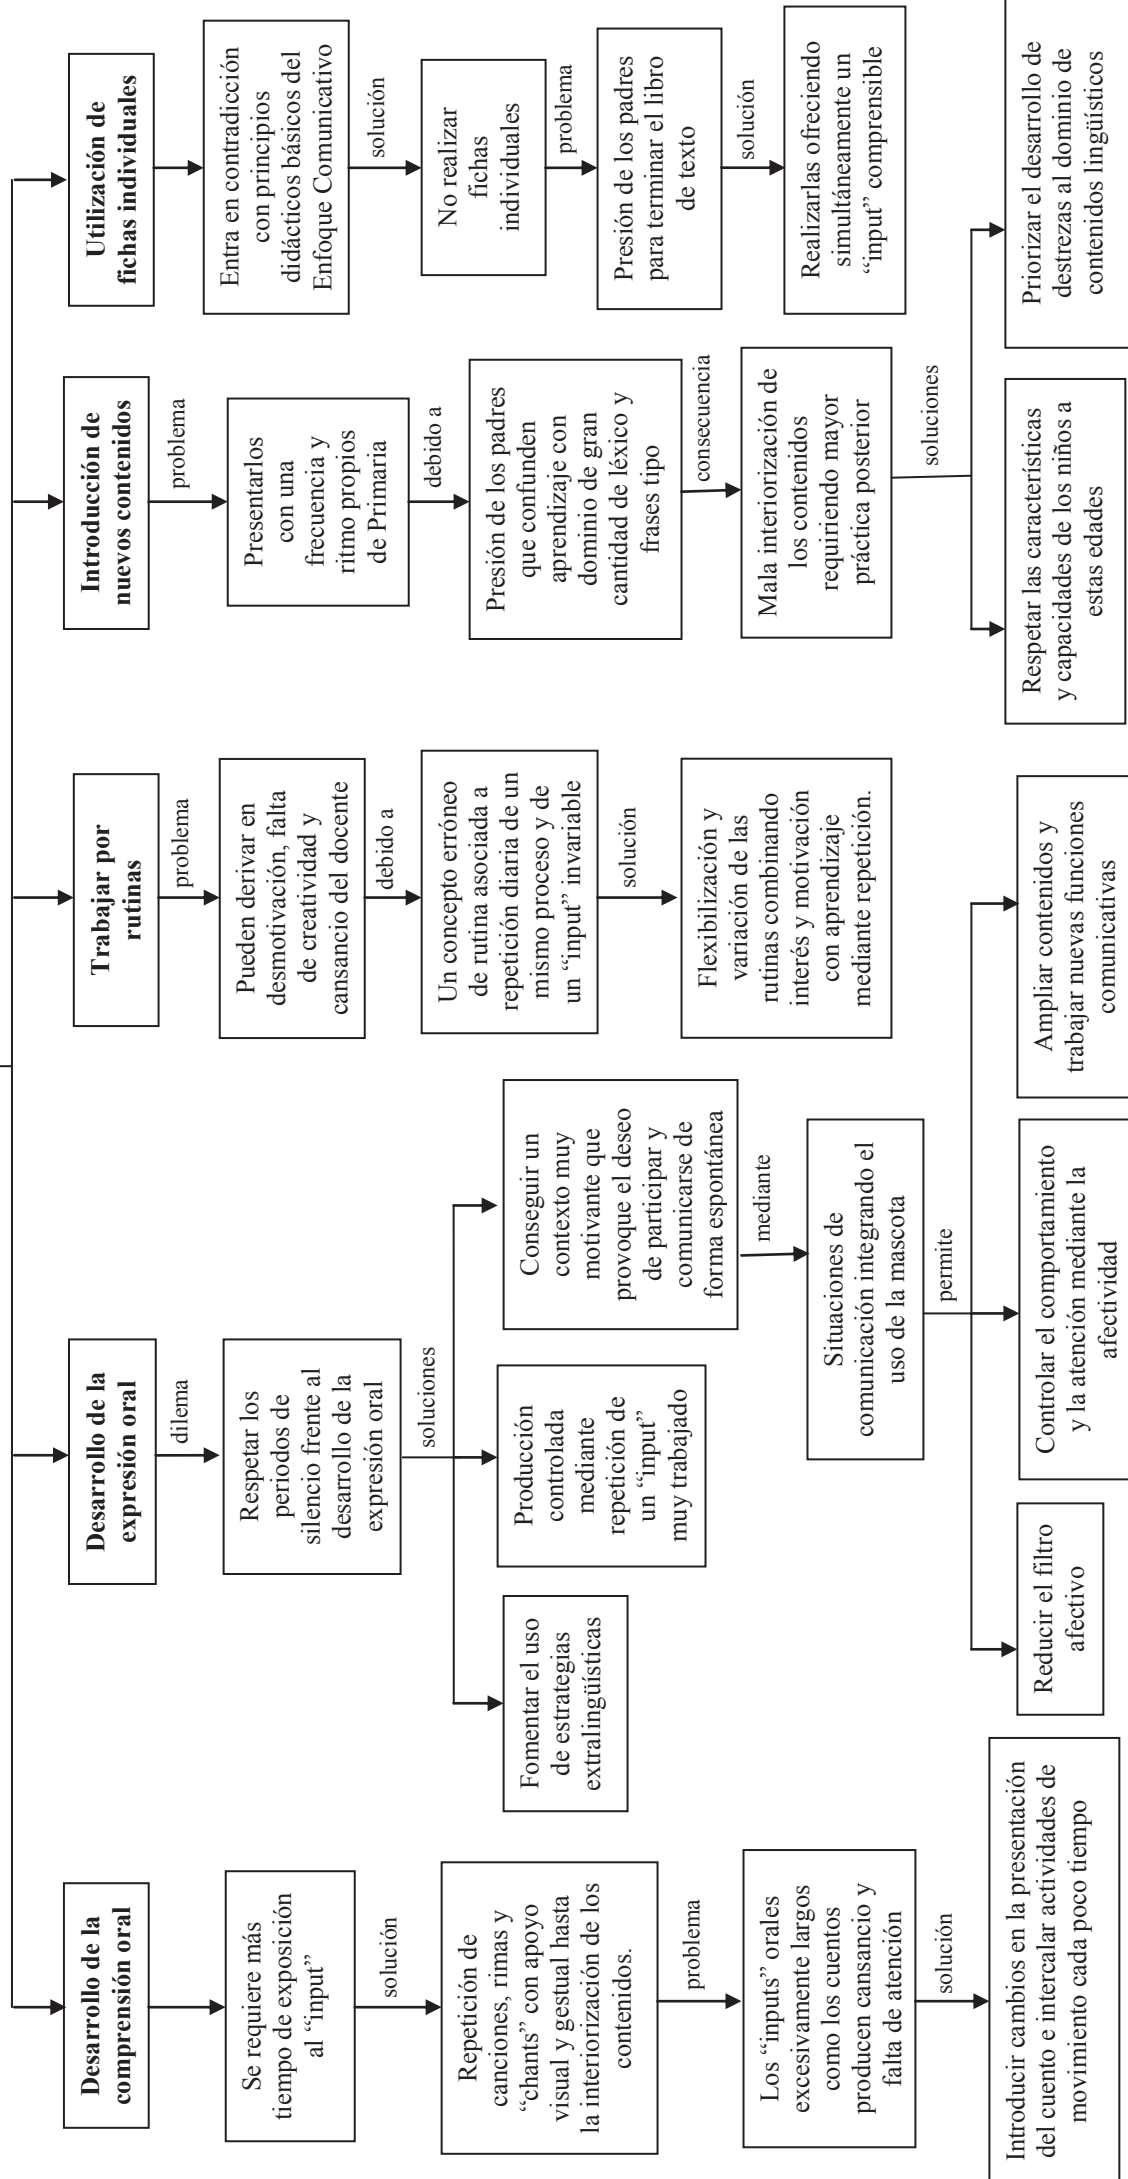 Desarrollo de la
comprensión oral
Se requiere más
tiempo de exposición
al “input”
solución
Repetición de
canciones, rimas y
“chants” con apoyo
visual y gestual hasta
la interiorización de los
contenidos.
problema
Los “inputs” orales
excesivamente largos
como los cuentos
producen cansancio y
falta de atención
solución
Introducir cambios en la presentación
del cuento e intercalar actividades de
movimiento cada poco tiempo
Desarrollo de la
expresión oral
dilema
Respetar los
periodos de
silencio frente al
desarrollo de la
expresión oral
soluciones
Fomentar el uso
de estrategias
extralingüísticas
Producción
controlada
mediante
repetición de
un “input”
muy trabajado
Conseguir un
contexto muy
motivante que
provoque el deseo
de participar y
comunicarse de
forma espontánea
mediante
Situaciones de
comunicación integrando el
uso de la mascota
permite
Reducir el filtro
afectivo
Controlar el comportamiento
y la atención mediante la
afectividad
Ampliar contenidos y
trabajar nuevas funciones
comunicativas
Trabajar por
rutinas
problema
Pueden derivar en
desmotivación, falta
de creatividad y
cansancio del docente
debido a
Un concepto erróneo
de rutina asociada a
repetición diaria de un
mismo proceso y de
un “input” invariable
solución
Flexibilización y
variación de las
rutinas combinando
interés y motivación
con aprendizaje
mediante repetición.
Introducción de
nuevos contenidos
problema
Presentarlos
con una
frecuencia y
ritmo propios
de Primaria
debido a
Presión de los padres
que confunden
aprendizaje con
dominio de gran
cantidad de léxico y
frases tipo
consecuencia
Mala interiorización de
los contenidos
requiriendo mayor
práctica posterior
soluciones
Respetar las características
y capacidades de los niños a
estas edades
Priorizar el desarrollo de
destrezas al dominio de
contenidos lingüísticos
Utilización de
fichas individuales
Entra en contradicción
con principios
didácticos básicos del
Enfoque Comunicativo
solución
No realizar
fichas
individuales
problema
Presión de los padres
para terminar el libro
de texto
solución
Realizarlas ofreciendo
simultáneamente un
“input” comprensible